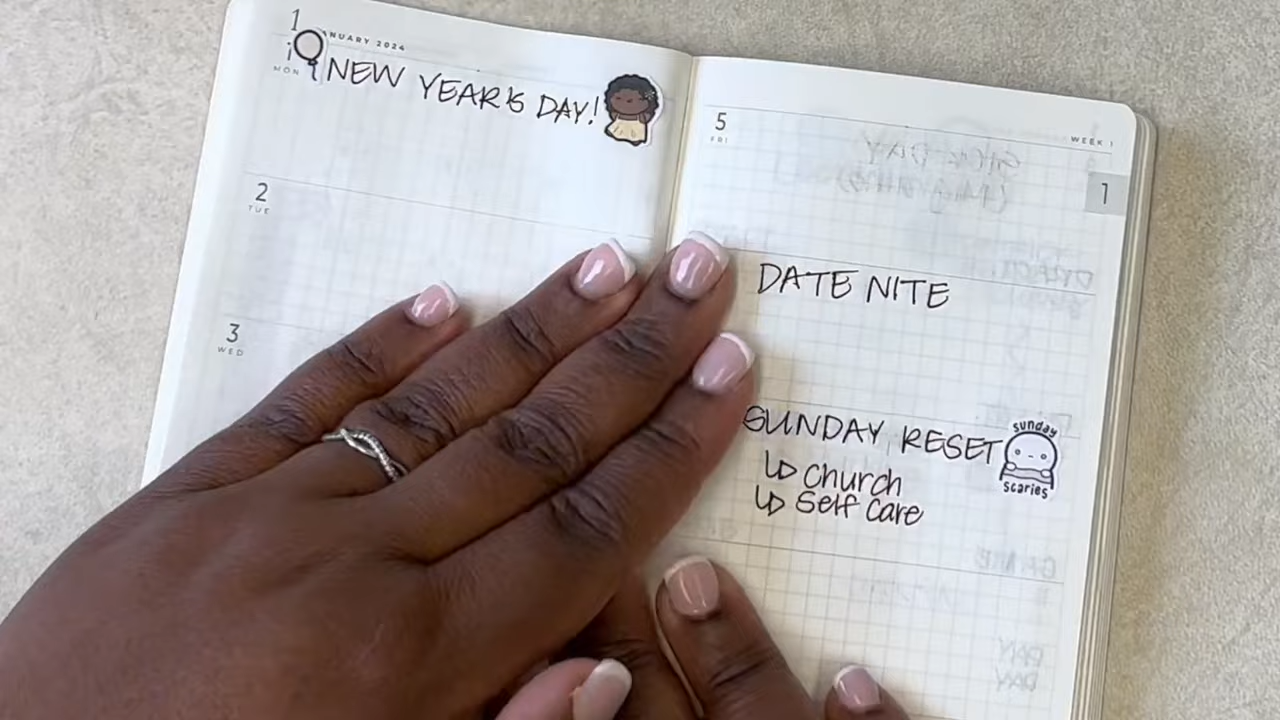 1
ANUARY 2024
MON
NEW YEAR'S DAY!
2
TUE
3
WED
5
FRI
WEEK 1
1
DATE NITE
SUNDAY RESET
sunday
scaries
↳ Church
↳ Self Care